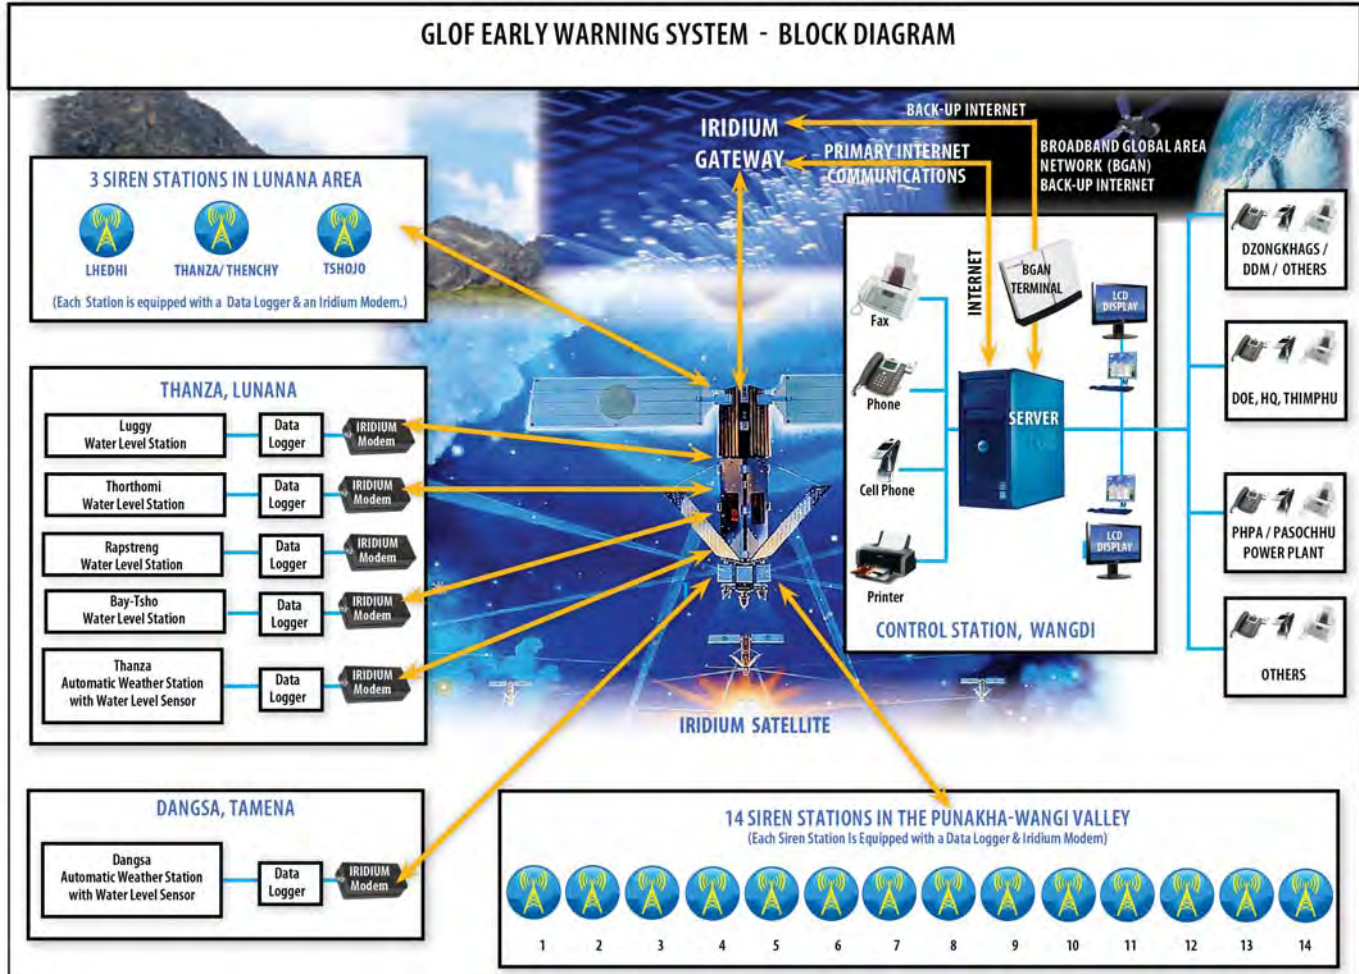 GLOF EARLY WARNING SYSTEM - BLOCK DIAGRAM
IRIDIUM
GATEWAY
BACK-UP INTERNET
PRIMARY INTERNET
COMMUNICATIONS
BROADBAND GLOBAL AREA
NETWORK (BGAN)
BACK-UP INTERNET
3 SIREN STATIONS IN LUNANA AREA
LHEDHI
THANZA/ THENCHY
TSHOJO
(Each Station is equipped with a Data Logger & an Iridium Modem.)
THANZA, LUNANA
Luggy
Water Level Station
Data
Logger
IRIDIUM
Modem
Thorthomi
Water Level Station
Data
Logger
IRIDIUM
Modem
Rapstreng
Water Level Station
Data
Logger
IRIDIUM
Modem
Bay-Tsho
Water Level Station
Data
Logger
IRIDIUM
Modem
Thanza
Automatic Weather Station
with Water Level Sensor
Data
Logger
IRIDIUM
Modem
DANGSA, TAMENA
Dangsa
Automatic Weather Station
with Water Level Sensor
Data
Logger
IRIDIUM
Modem
IRIDIUM SATELLITE
Fax
Phone
Cell Phone
Printer
INTERNET
BGAN
TERMINAL
SERVER
LCD
DISPLAY
LCD
DISPLAY
CONTROL STATION, WANGDI
DZONGKHAGS /
DDM / OTHERS
DOE, HQ, THIMPHU
PHPA / PASOCHHU
POWER PLANT
OTHERS
14 SIREN STATIONS IN THE PUNAKHA-WANGI VALLEY
(Each Siren Station Is Equipped with a Data Logger & Iridium Modem)
1 2 3 4 5 6 7 8 9 10 11 12 13 14